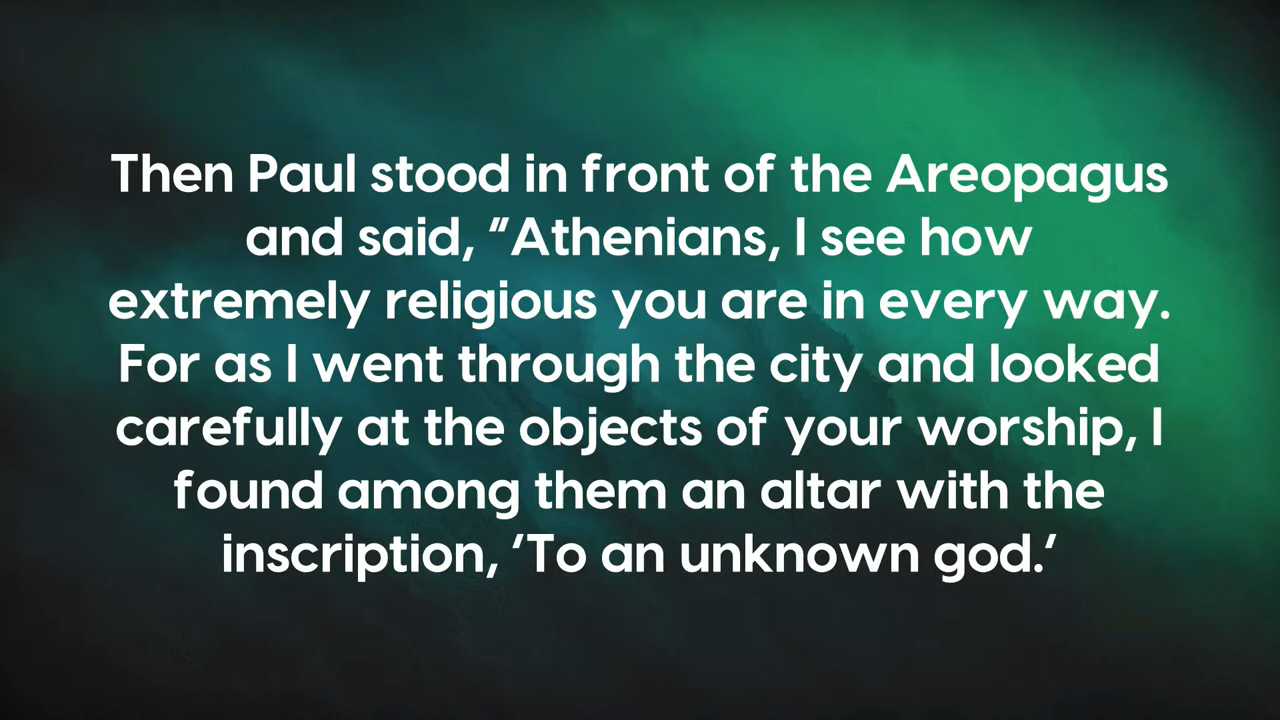 Then Paul stood in front of the Areopagus
and said, “Athenians, I see how
extremely religious you are in every way.
For as I went through the city and looked
carefully at the objects of your worship, I
found among them an altar with the
inscription, ‘To an unknown god.’